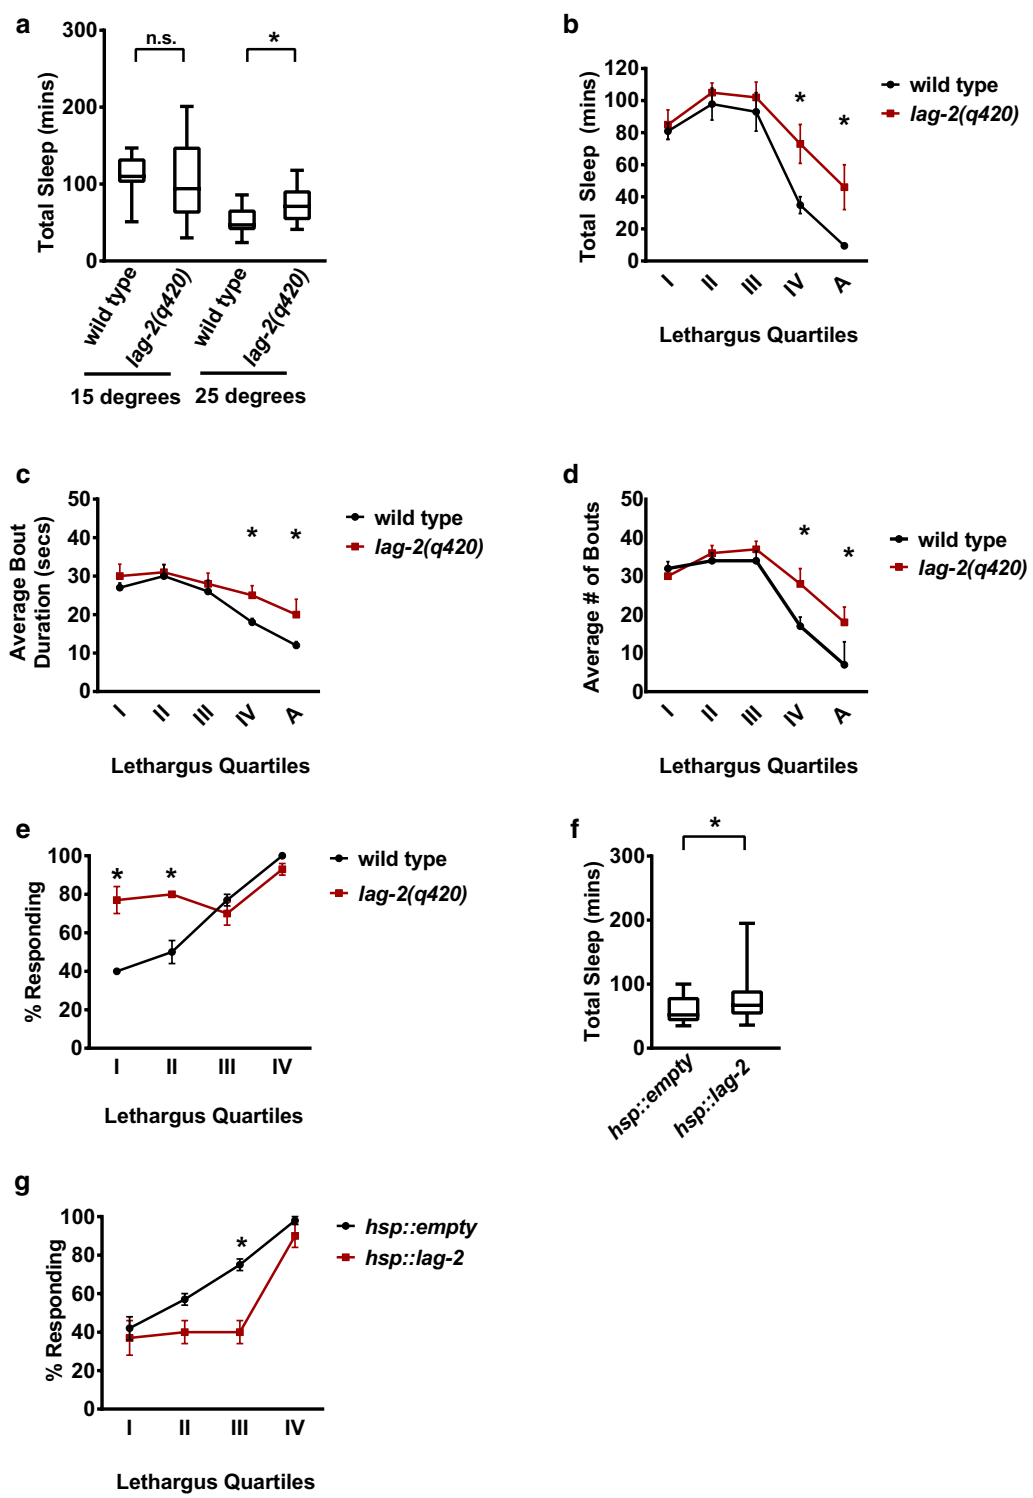 a
300
200
100
0
Total Sleep (mins)
n.s.
*
wild type
lag-2(q420)
wild type
lag-2(q420)
15 degrees
25 degrees
b
120
100
80
60
40
20
0
Total Sleep (mins)
*
*
wild type
lag-2(q420)
I
II
III
IV
A
Lethargus Quartiles
c
50
40
30
20
10
0
Average Bout
Duration (secs)
*
*
wild type
lag-2(q420)
I
II
III
IV
A
Lethargus Quartiles
d
50
40
30
20
10
0
Average # of Bouts
*
*
wild type
lag-2(q420)
I
II
III
IV
A
Lethargus Quartiles
e
100
80
60
40
20
0
% Responding
*
*
wild type
lag-2(q420)
I
II
III
IV
Lethargus Quartiles
f
300
200
100
0
Total Sleep (mins)
*
hsp::empty
hsp::lag-2
g
100
80
60
40
20
0
% Responding
*
hsp::empty
hsp::lag-2
I
II
III
IV
Lethargus Quartiles